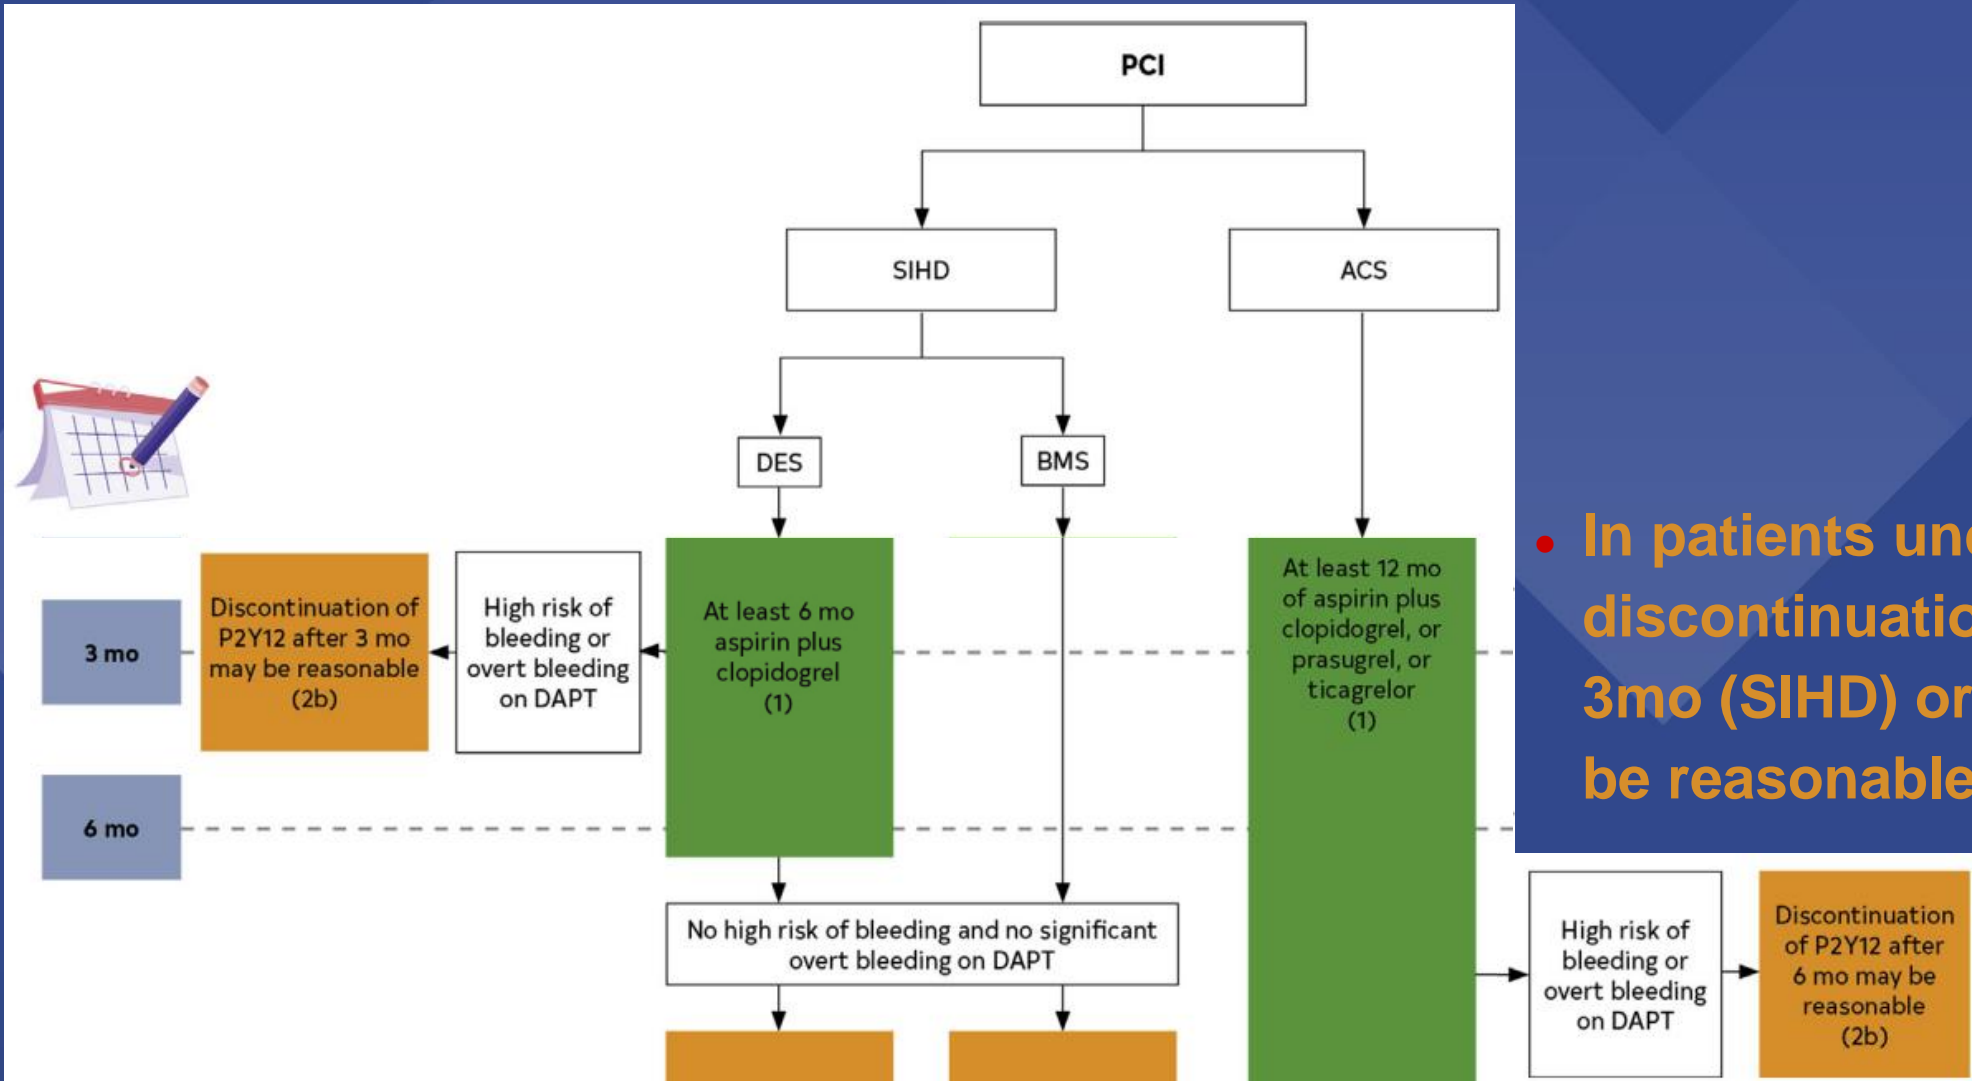 PCI
SIHD
ACS
DES
BMS
3 mo
Discontinuation of
P2Y12 after 3 mo
may be reasonable
(2b)
High risk of
bleeding or
overt bleeding
on DAPT
At least 6 mo
aspirin plus
clopidogrel
(1)
At least 12 mo
of aspirin plus
clopidogrel, or
prasugrel, or
ticagrelor
(1)
• In patients
discontinuatio
3mo (SIHD) or
be reasonable
6 mo
No high risk of bleeding and no significant
overt bleeding on DAPT
High risk of
bleeding or
overt bleeding
on DAPT
Discontinuation
of P2Y12 after
6 mo may be
reasonable
(2b)